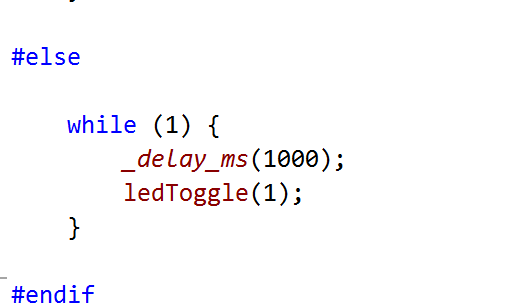 #else
while (1) {
_delay_ms(1000);
ledToggle(1);
}
#endif